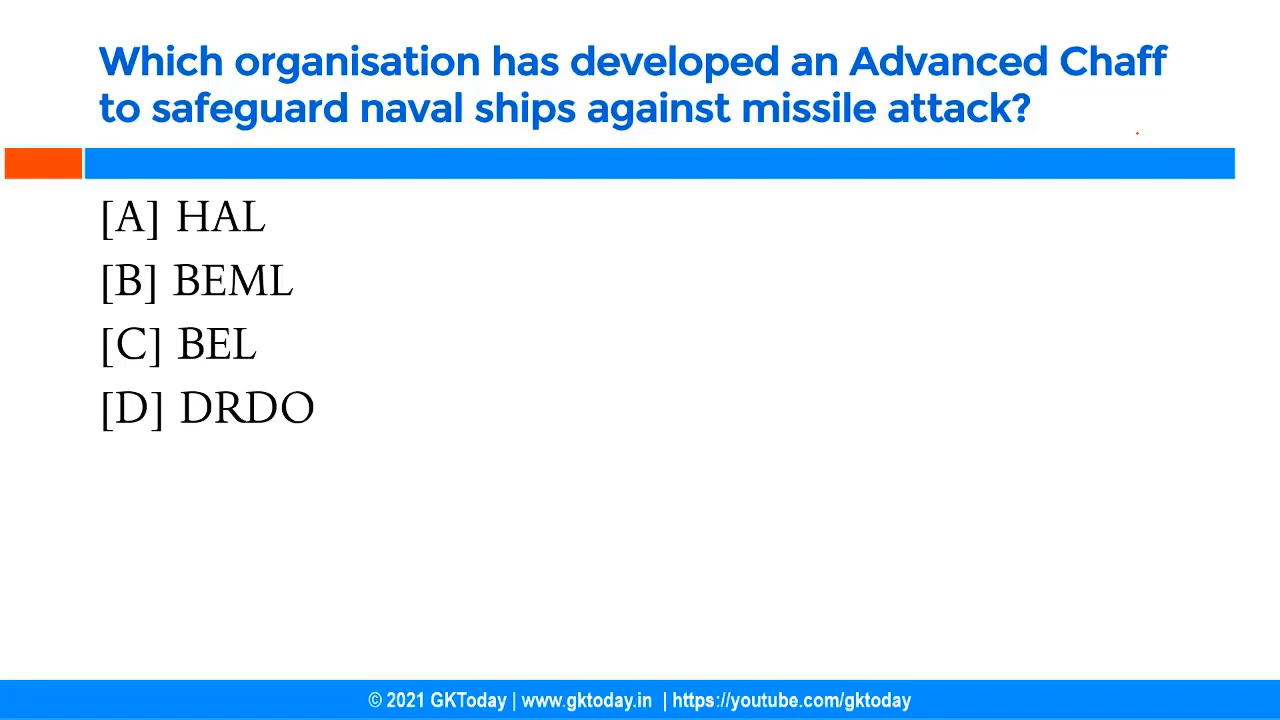 Which organisation has developed an Advanced Chaff
to safeguard naval ships against missile attack?
[A] HAL
[B] BEML
[C] BEL
[D] DRDO
© 2021 GKToday | www.gktoday.in | https://youtube.com/gktoday